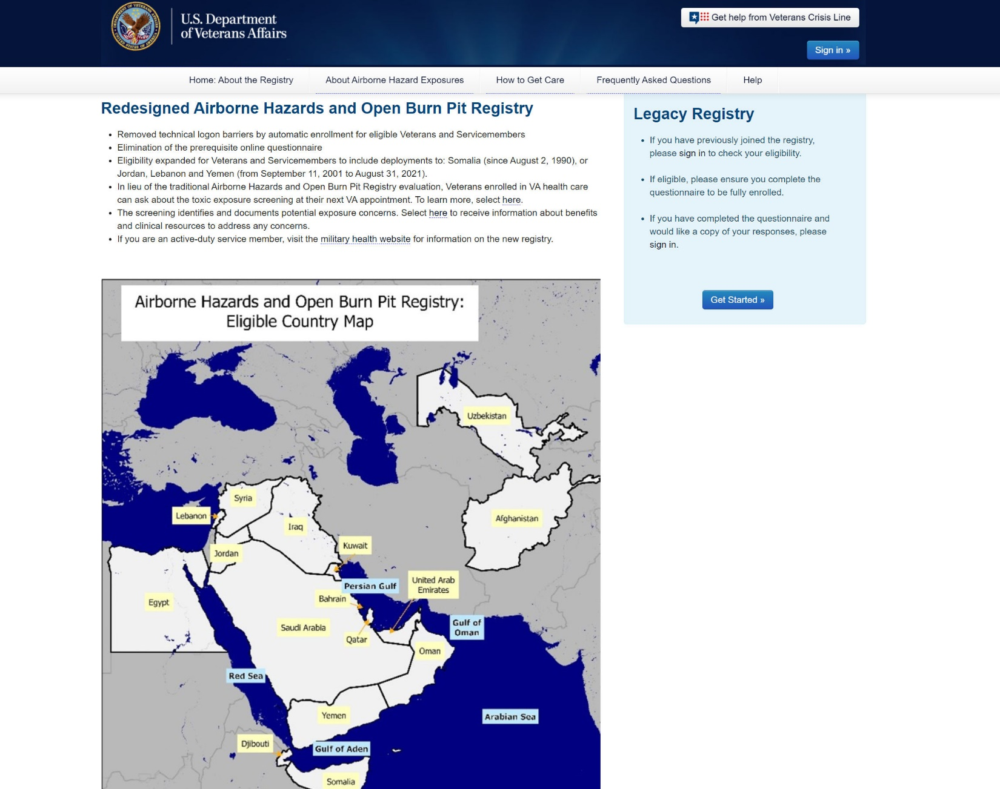 U.S. Department
of Veterans Affairs
Get help from Veterans Crisis Line
Sign in »
Home: About the Registry
About Airborne Hazard Exposures
How to Get Care
Frequently Asked Questions
Help
Redesigned Airborne Hazards and Open Burn Pit Registry
• Removed technical logon barriers by automatic enrollment for eligible Veterans and Servicemembers
• Elimination of the prerequisite online questionnaire
• Eligibility expanded for Veterans and Servicemembers to include deployments to: Somalia (since August 2, 1990), or
Jordan, Lebanon and Yemen (from September 11, 2001 to August 31, 2021).
• In lieu of the traditional Airborne Hazards and Open Burn Pit Registry evaluation, Veterans enrolled in VA health care
can ask about the toxic exposure screening at their next VA appointment. To learn more, select here.
• The screening identifies and documents potential exposure concerns. Select here to receive information about benefits
and clinical resources to address any concerns.
• If you are an active-duty service member, visit the military health website for information on the new registry.
Legacy Registry
• If you have previously joined the registry,
please sign in to check your eligibility.
• If eligible, please ensure you complete the
questionnaire to be fully enrolled.
• If you have completed the questionnaire and
would like a copy of your responses, please
sign in.
Get Started »
Airborne Hazards and Open Burn Pit Registry:
Eligible Country Map
Uzbekistan
Syria
Lebanon
Iraq
Afghanistan
Kuwait
Jordan
Persian Gulf
United Arab
Emirates
Bahrain
Egypt
Saudi Arabia
Qatar
Gulf of
Oman
Oman
Red Sea
Yemen
Arabian Sea
Djibouti
Gulf of Aden
Somalia